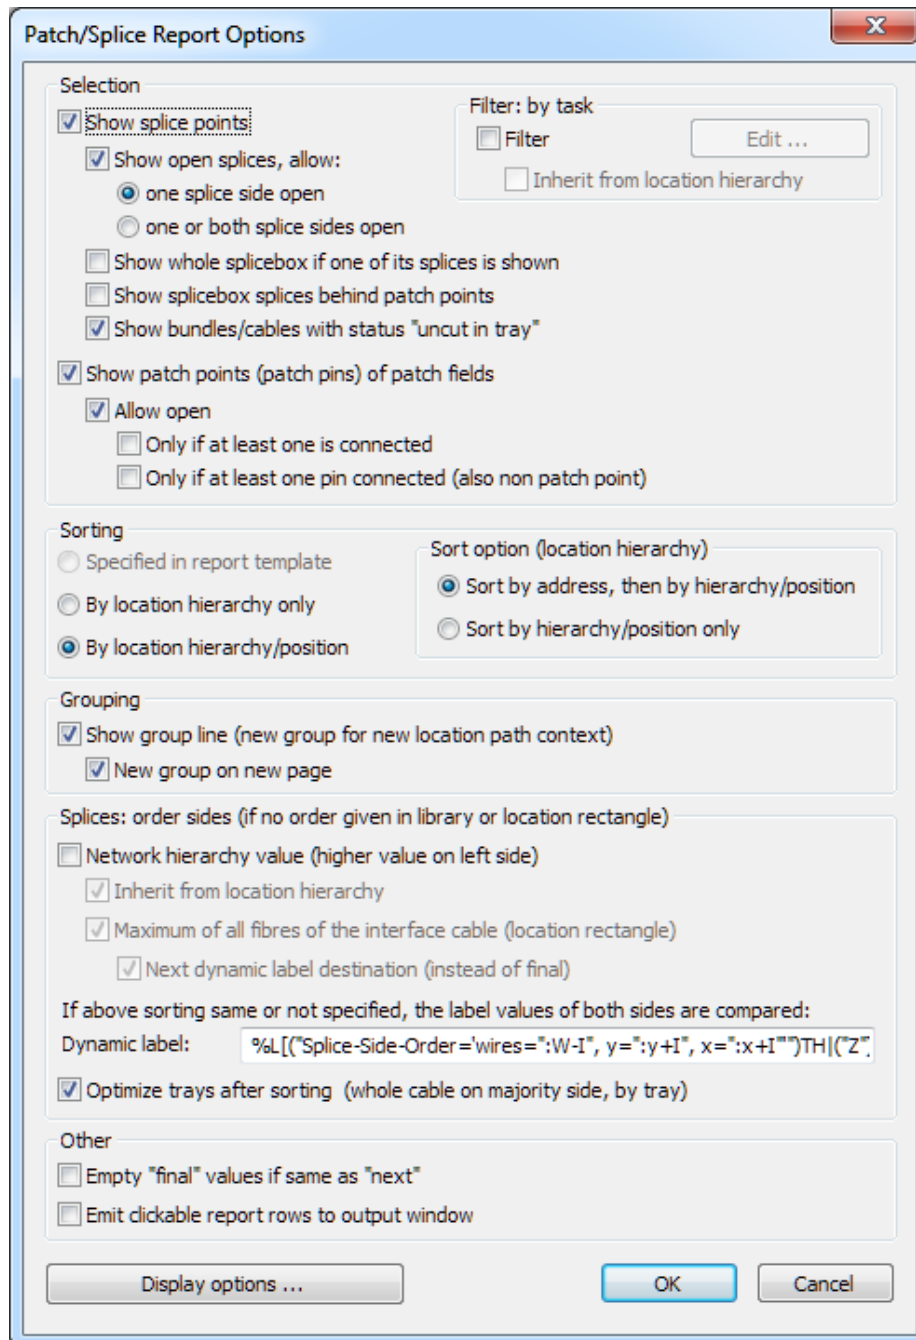 Patch/Splice Report Options
Selection
Show splice points
Show open splices, allow:
one splice side open
one or both splice sides open
Show whole splicebox if one of its splices is shown
Show splicebox splices behind patch points
Show bundles/cables with status "uncut in tray"
Show patch points (patch pins) of patch fields
Allow open
Only if at least one is connected
Only if at least one pin connected (also non patch point)
Filter: by task
Filter
Edit ...
Inherit from location hierarchy
Sorting
Specified in report template
By location hierarchy only
By location hierarchy/position
Sort option (location hierarchy)
Sort by address, then by hierarchy/position
Sort by hierarchy/position only
Grouping
Show group line (new group for new location path context)
New group on new page
Splices: order sides (if no order given in library or location rectangle)
Network hierarchy value (higher value on left side)
Inherit from location hierarchy
Maximum of all fibres of the interface cable (location rectangle)
Next dynamic label destination (instead of final)
If above sorting same or not specified, the label values of both sides are compared:
Dynamic label: %L[("Splice-Side-Order='wires=":W-I", y=":y+I", x=":x+I"'")TH|("Z"
Optimize trays after sorting (whole cable on majority side, by tray)
Other
Empty "final" values if same as "next"
Emit clickable report rows to output window
Display options ...
OK
Cancel